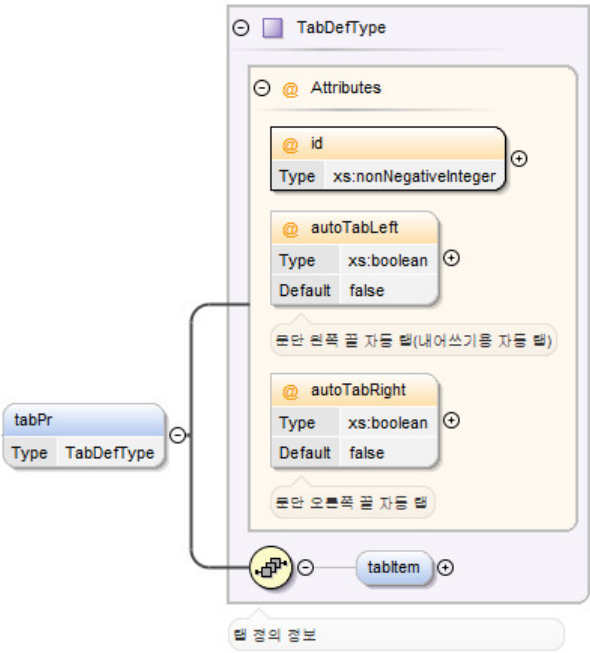 TabDefType
@ Attributes
@ id
Type xs:nonNegativeInteger
@ autoTabLeft
Type xs:boolean
Default false
문단 왼쪽 끝 자동 탭(내어쓰기용 자동 탭)
@ autoTabRight
Type xs:boolean
Default false
문단 오른쪽 끝 자동 탭
tabPr
Type TabDefType
tabItem
탭 정의 정보